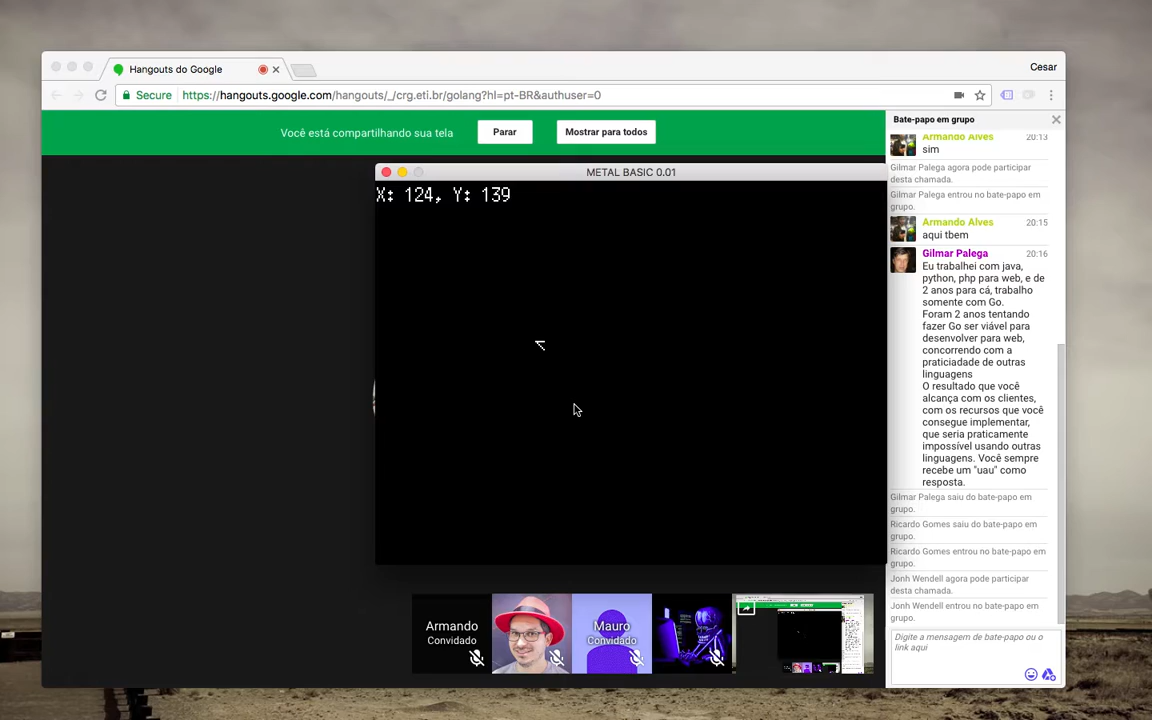 Hangouts do Google
Cesar
Secure
https://hangouts.google.com/hangouts/_/crg.eti.br/golang?hl=pt-BR&authuser=0
Você está compartilhando sua tela
Parar
Mostrar para todos
METAL BASIC 0.01
X: 124, Y: 139
Armando
Convidado
Mauro
Convidado
Bate-papo em grupo
Armando Alves 20:13
sim
Gilmar Palega agora pode participar
desta chamada.
Gilmar Palega entrou no bate-papo em
grupo.
Armando Alves 20:15
aqui tbem
Gilmar Palega 20:16
Eu trabalhei com java,
python, php para web, e de
2 anos para cá, trabalho
somente com Go.
Foram 2 anos tentando
fazer Go ser viável para
desenvolver para web,
concorrendo com a
praticiadade de outras
linguagens
O resultado que você
alcança com os clientes,
com os recursos que você
consegue implementar,
que seria praticamente
impossível usando outras
linguagens. Você sempre
recebe um "uau" como
resposta.
Gilmar Palega saiu do bate-papo em
grupo.
Ricardo Gomes saiu do bate-papo em
grupo.
Ricardo Gomes entrou no bate-papo em
grupo.
Jonh Wendell agora pode participar
desta chamada.
Jonh Wendell entrou no bate-papo em
grupo.
Digite a mensagem de bate-papo ou o
link aqui